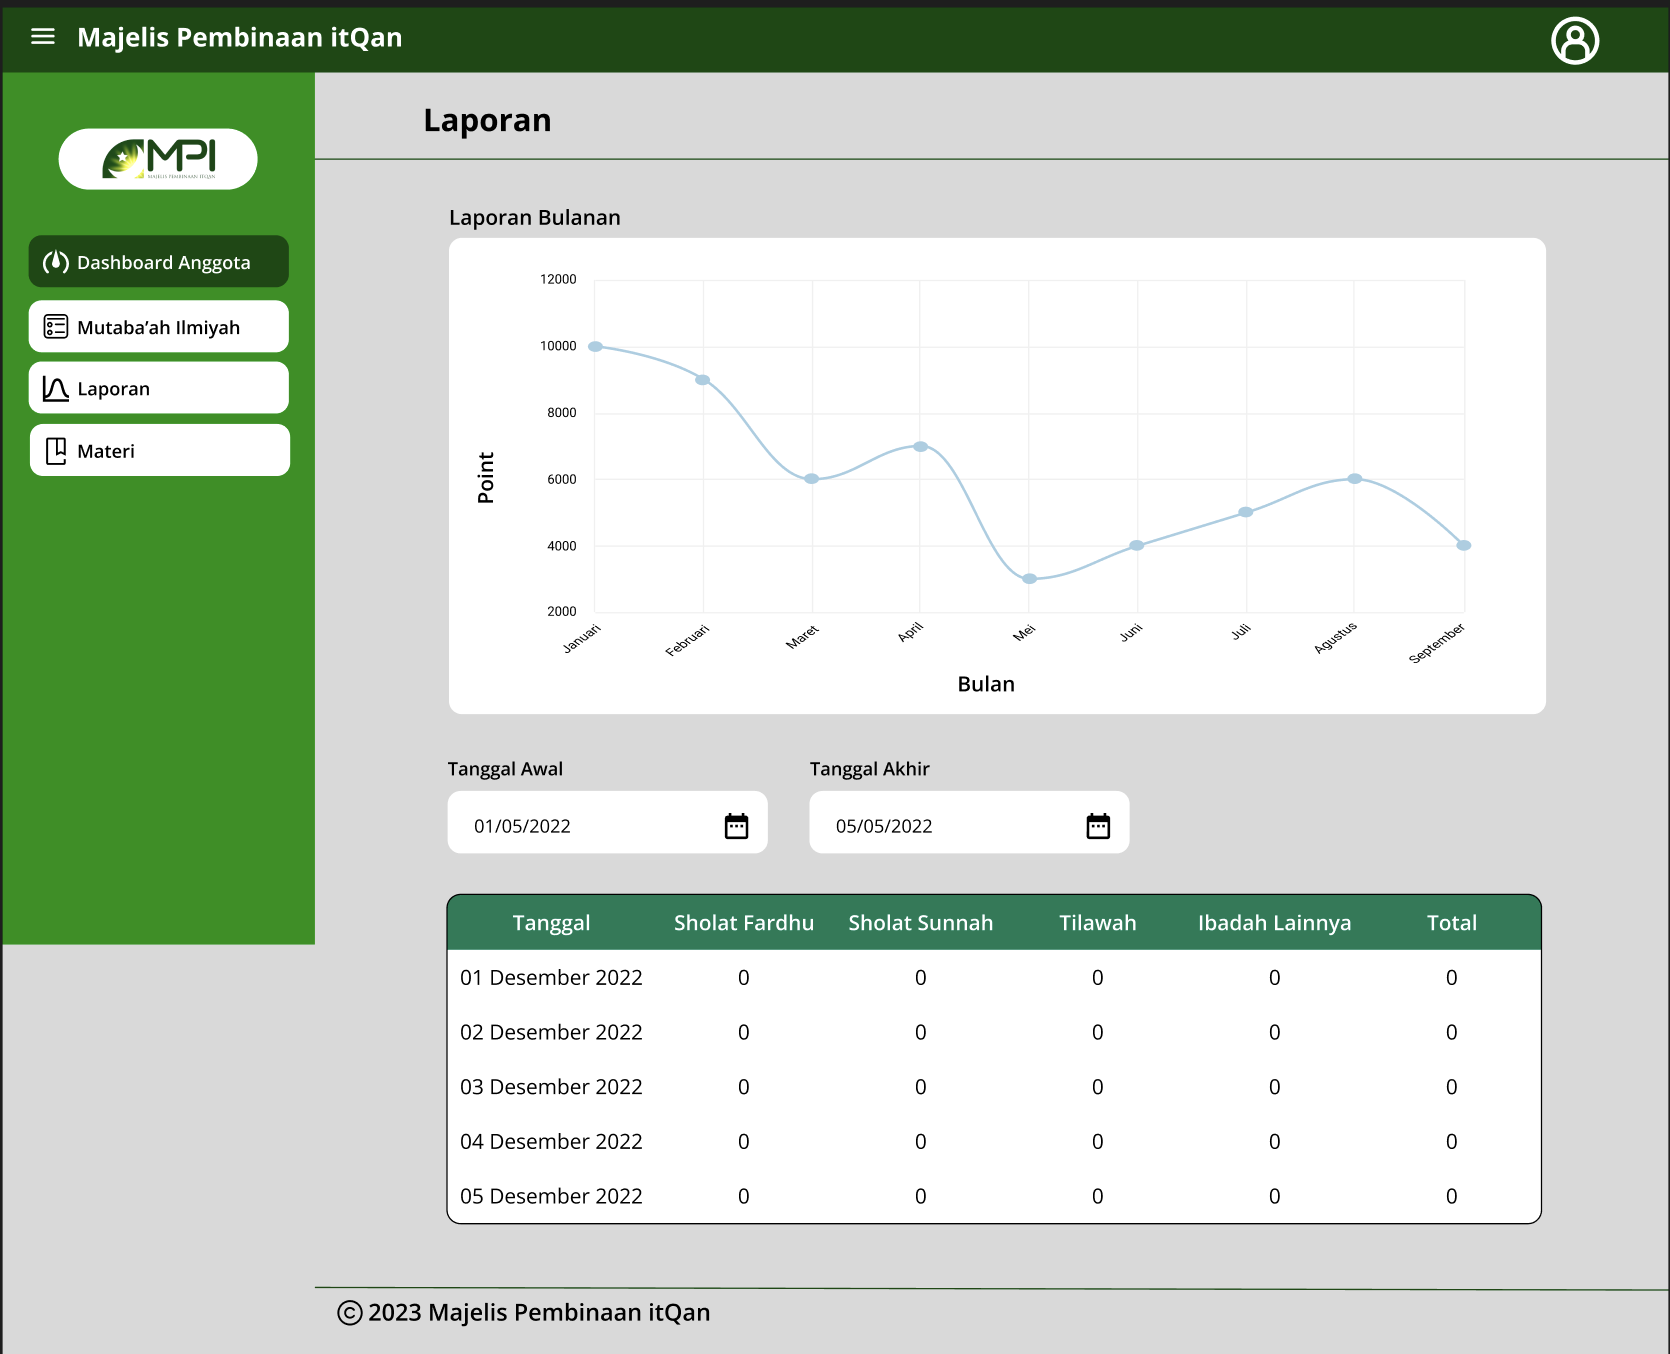 Majelis Pembinaan itQan
MPI
MAJELIS PEMBINAAN ITQAN
Dashboard Anggota
Mutaba’ah Ilmiyah
Laporan
Materi
Laporan
Laporan Bulanan
12000
10000
8000
6000
4000
2000
Point
Januari
Februari
Maret
April
Mei
Juni
Juli
Agustus
September
Bulan
Tanggal Awal
Tanggal Akhir
01/05/2022
05/05/2022
Tanggal Sholat Fardhu Sholat Sunnah Tilawah Ibadah Lainnya Total
01 Desember 2022 0 0 0 0 0
02 Desember 2022 0 0 0 0 0
03 Desember 2022 0 0 0 0 0
04 Desember 2022 0 0 0 0 0
05 Desember 2022 0 0 0 0 0
© 2023 Majelis Pembinaan itQan